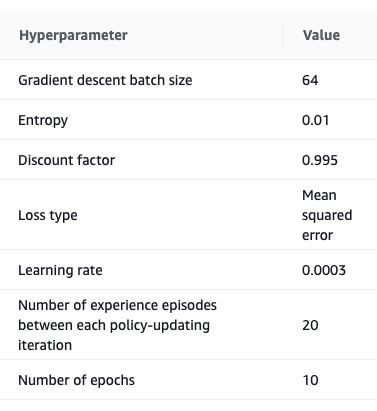 Hyperparameter Value
Gradient descent batch size 64
Entropy 0.01
Discount factor 0.995
Loss type Mean
squared
error
Learning rate 0.0003
Number of experience episodes
between each policy-updating 20
iteration
Number of epochs 10